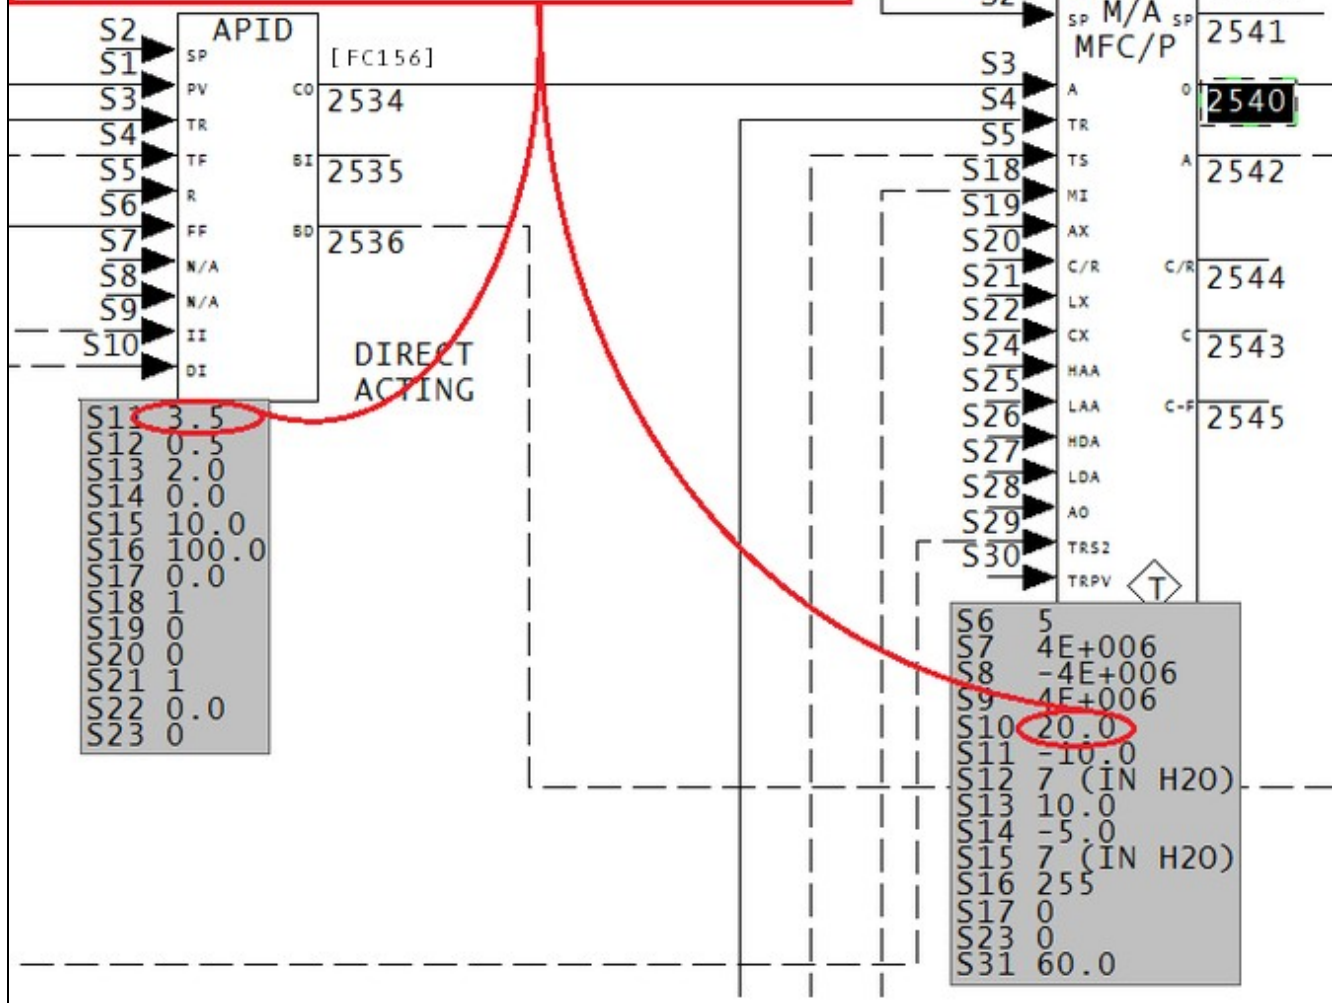 APID
[FC156]
S2
SP
S1
PV
CO
2534
S3
TR
S4
TF
BI
2535
S5
R
S6
FF
BD
2536
S7
N/A
S8
N/A
S9
II
S10
DI
DIRECT
ACTING
S11 3.5
S12 0.5
S13 2.0
S14 0.0
S15 10.0
S16 100.0
S17 0.0
S18 1
S19 0
S20 0
S21 1
S22 0.0
S23 0
S2
SP M/A SP
2541
MFC/P
S3
A
O
2540
S4
TR
S5
TS
A
2542
S18
MI
S19
AX
S20
C/R
C/R
2544
S21
LX
S22
CX
C
2543
S24
HAA
S25
LAA
C-F
2545
S26
HDA
S27
LDA
S28
AO
S29
TRS2
S30
TRPV
T
S6 5
S7 4E+006
S8 -4E+006
S9 4E+006
S10 20.0
S11 -10.0
S12 7 (IN H2O)
S13 10.0
S14 -5.0
S15 7 (IN H2O)
S16 255
S17 0
S23 0
S31 60.0